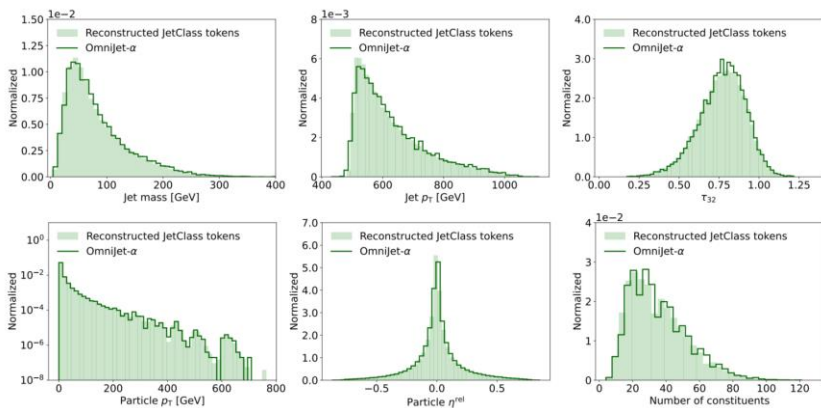 1e−2
1.50
1.25
1.00
0.75
0.50
0.25
0.00
Normalized
Reconstructed JetClass tokens
OmniJet-α
0 100 200 300 400
Jet mass [GeV]
1e−3
8
6
4
2
0
Normalized
Reconstructed JetClass tokens
OmniJet-α
400 600 800 1000
Jet pT [GeV]
4.0
3.0
2.0
1.0
0.0
Normalized
Reconstructed JetClass tokens
OmniJet-α
0.00 0.25 0.50 0.75 1.00 1.25
τ32
10⁰
10⁻²
10⁻⁴
10⁻⁶
10⁻⁸
Normalized
Reconstructed JetClass tokens
OmniJet-α
0 200 400 600 800
Particle pT [GeV]
7.0
6.0
5.0
4.0
3.0
2.0
1.0
0.0
Normalized
Reconstructed JetClass tokens
OmniJet-α
−0.5 0.0 0.5
Particle ηʳᵉˡ
1e−2
4
3
2
1
0
Normalized
Reconstructed JetClass tokens
OmniJet-α
0 20 40 60 80 100 120
Number of constituents